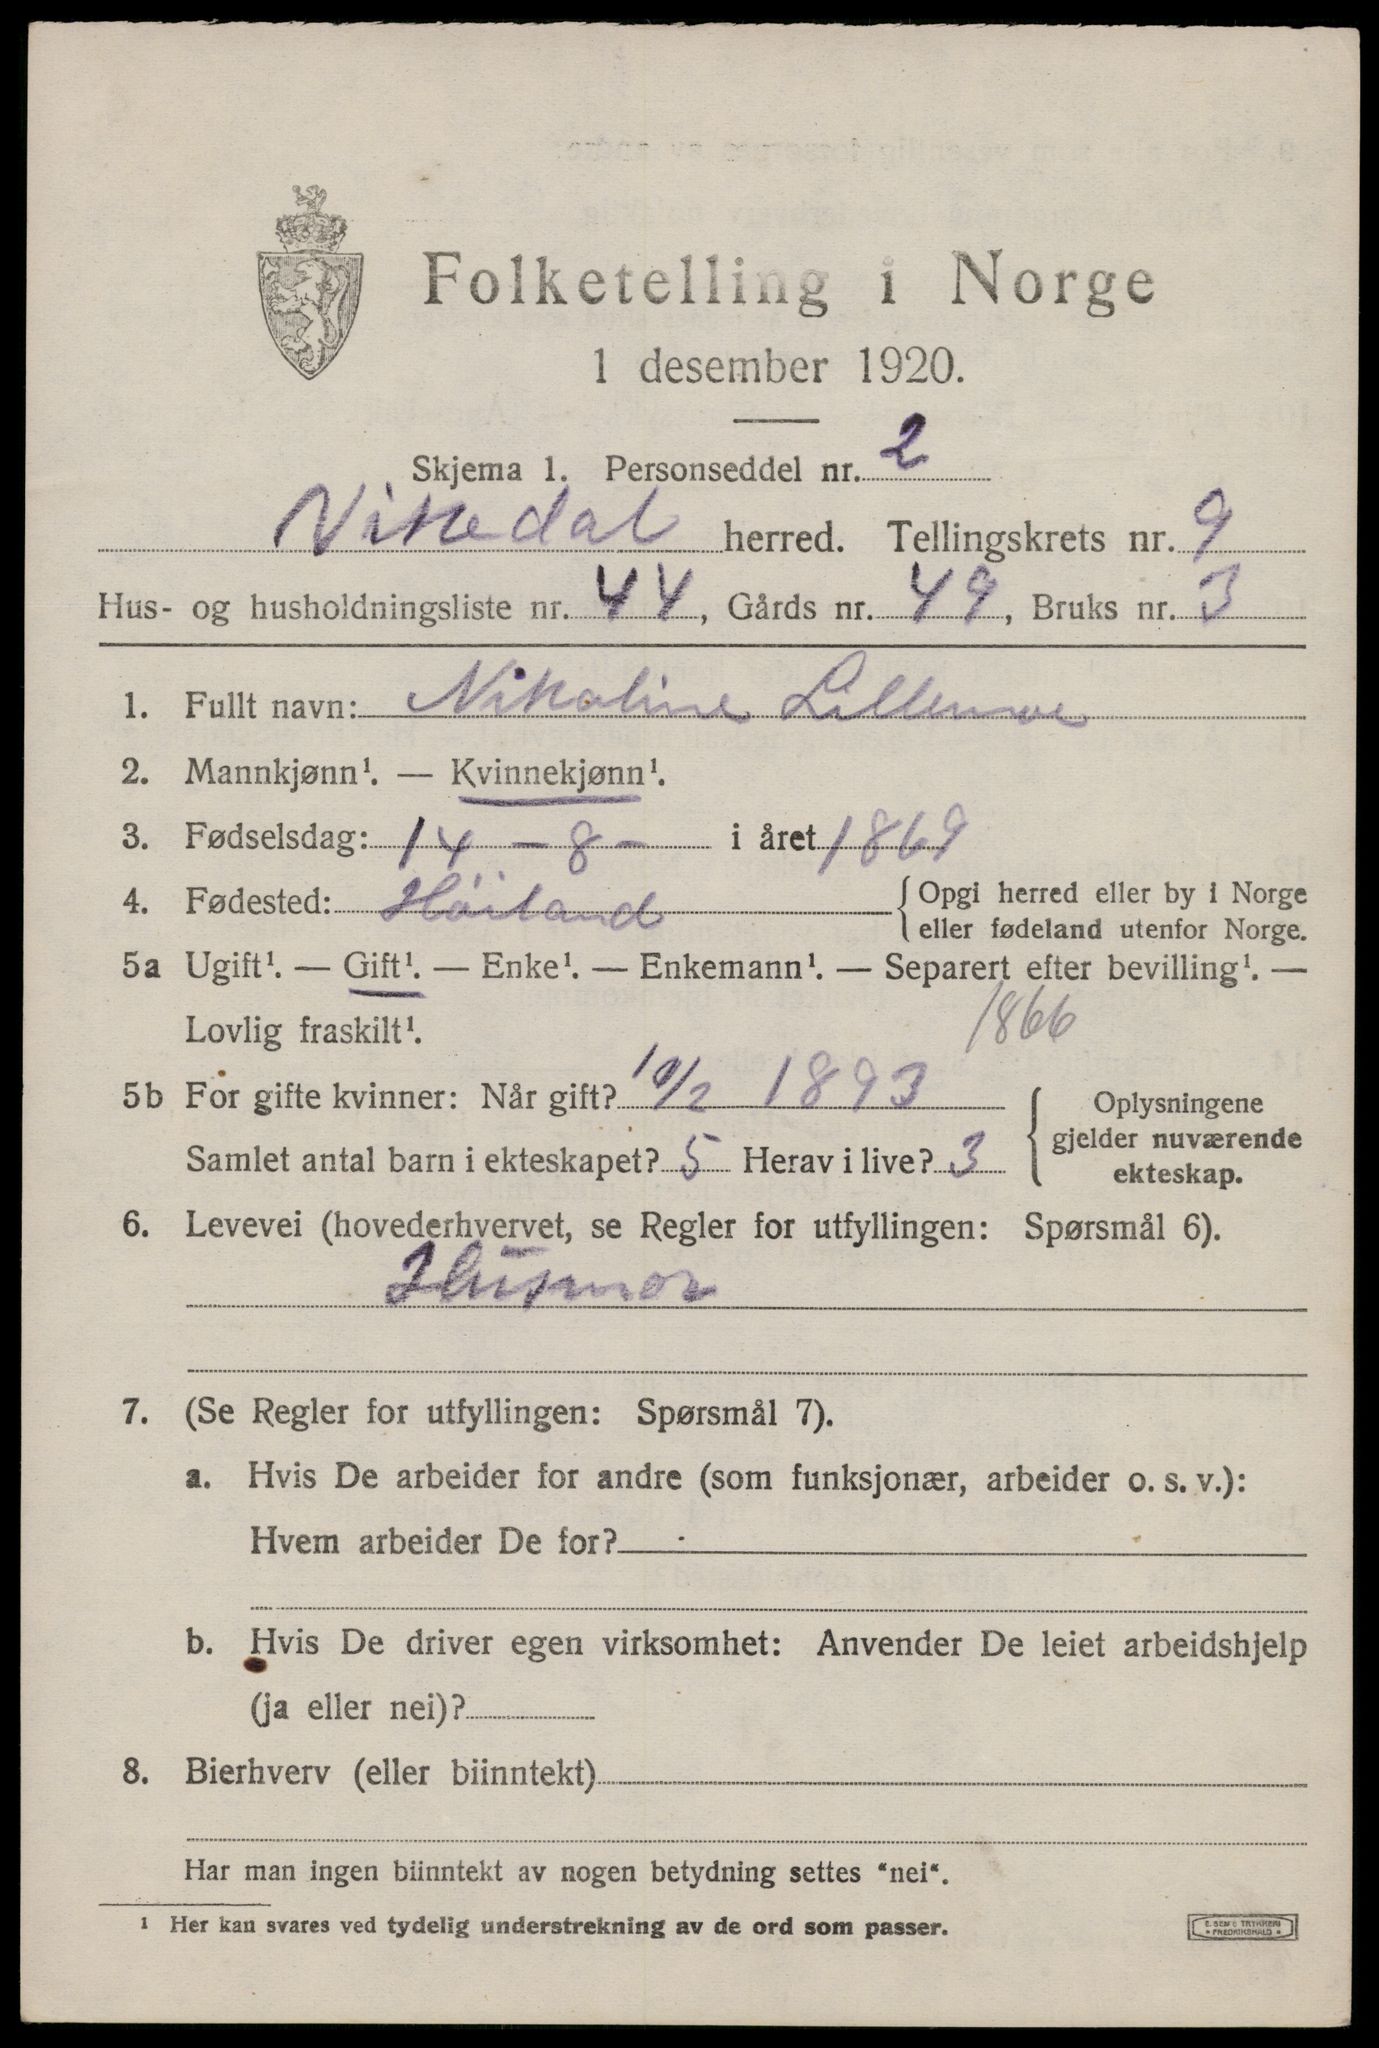 Folketelling i Norge
1 desember 1920.
Skjema 1. Personseddel nr. 2
Vikedal herred. Tellingskrets nr. 9
Hus- og husholdningsliste nr. 44, Gårds nr. 49, Bruks nr. 3
1. Fullt navn: Nikoline Lillemoe
2. Mannkjønn¹. — Kvinnekjønn¹.
3. Fødselsdag: 14 - 8 - i året 1869
4. Fødested: Höiland { Opgi herred eller by i Norge
eller fødeland utenfor Norge.
5a Ugift¹. — Gift¹. — Enke¹. — Enkemann¹. — Separert efter bevilling¹. —
Lovlig fraskilt¹. 1866
5b For gifte kvinner: Når gift? 10/2 1893 { Oplysningene
gjelder nuværende
Samlet antal barn i ekteskapet? 5 Herav i live? 3
ekteskap.
6. Levevei (hovederhvervet, se Regler for utfyllingen: Spørsmål 6).
Husmor
7. (Se Regler for utfyllingen: Spørsmål 7).
a. Hvis De arbeider for andre (som funksjonær, arbeider o. s. v.):
Hvem arbeider De for?
b. Hvis De driver egen virksomhet: Anvender De leiet arbeidshjelp
(ja eller nei)?
8. Bierhverv (eller biinntekt)
Har man ingen biinntekt av nogen betydning settes "nei".
¹ Her kan svares ved tydelig understrekning av de ord som passer.
E. SEM'S TRYKKERI
• FREDRIKSHALD •